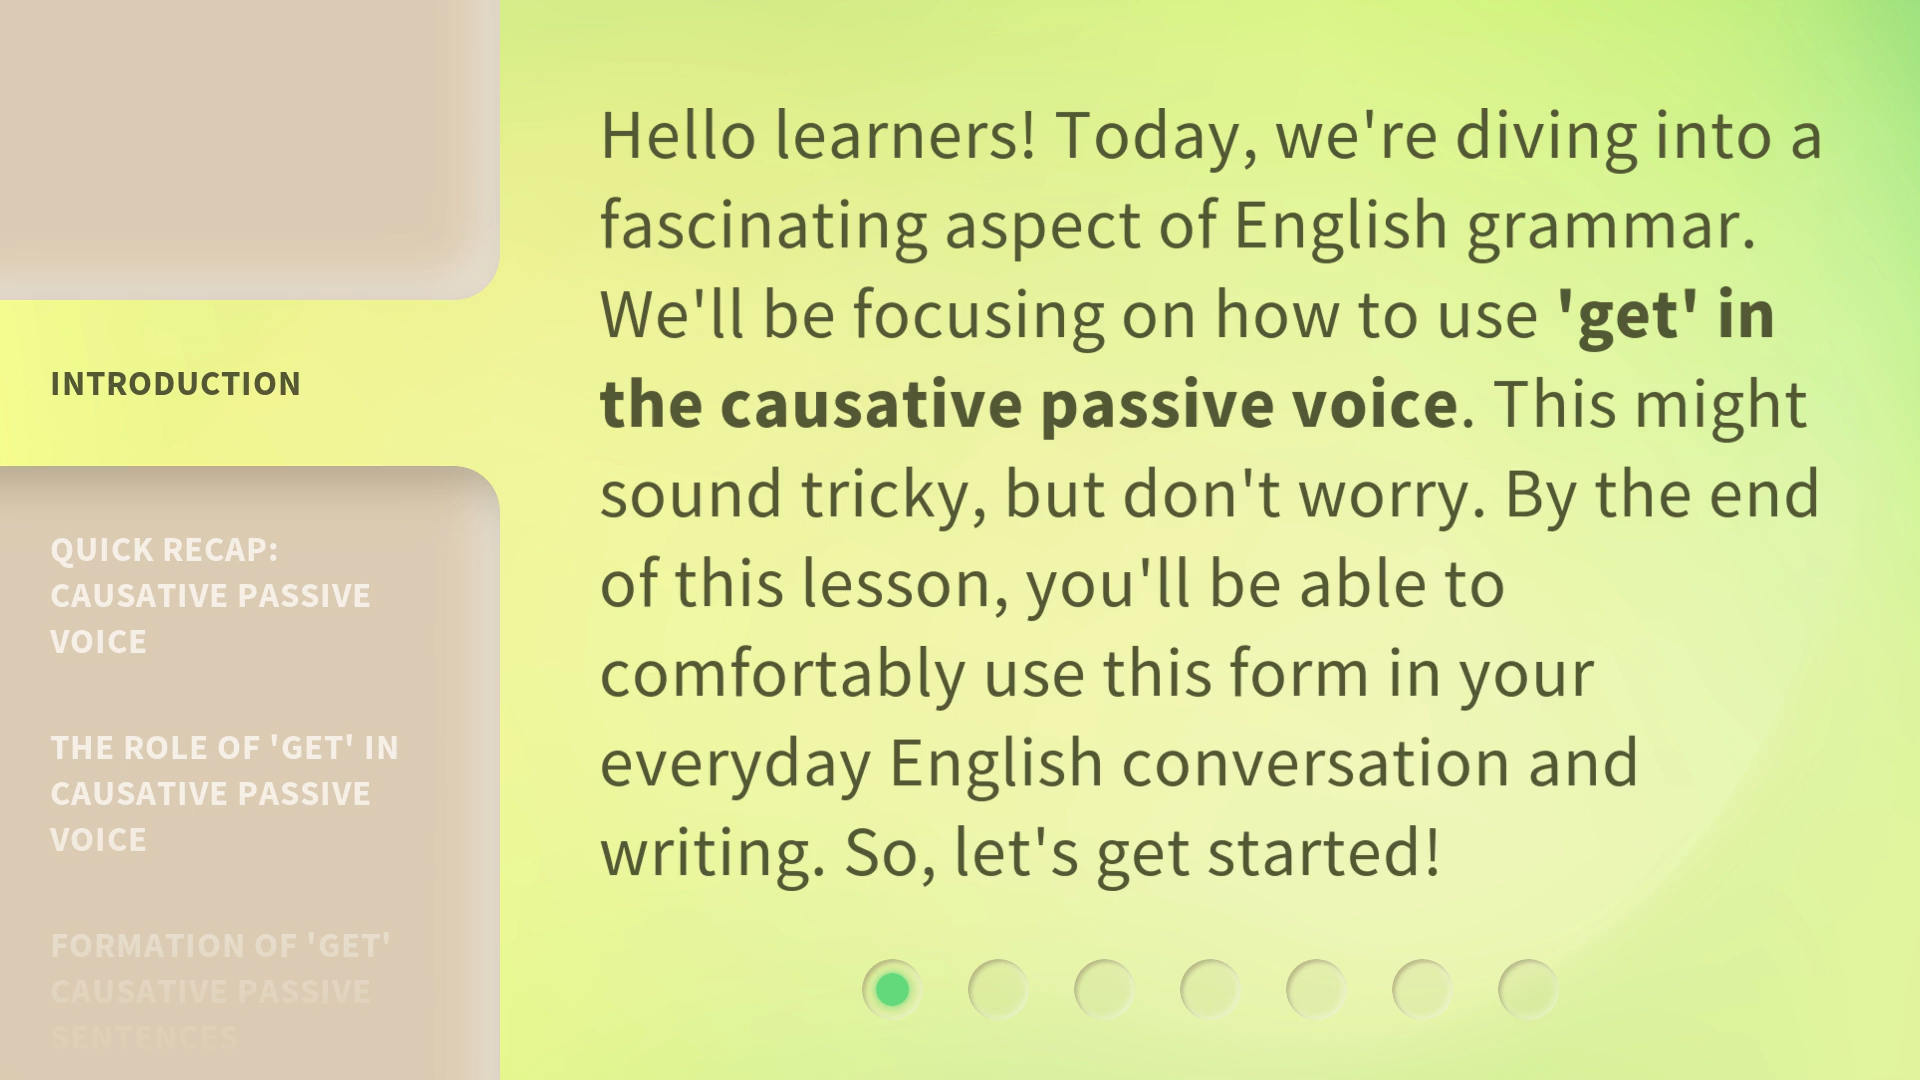 INTRODUCTION
QUICK RECAP:
CAUSATIVE PASSIVE
VOICE
THE ROLE OF 'GET' IN
CAUSATIVE PASSIVE
VOICE
FORMATION OF 'GET'
CAUSATIVE PASSIVE
SENTENCES
Hello learners! Today, we're diving into a
fascinating aspect of English grammar.
We'll be focusing on how to use 'get' in
the causative passive voice. This might
sound tricky, but don't worry. By the end
of this lesson, you'll be able to
comfortably use this form in your
everyday English conversation and
writing. So, let's get started!